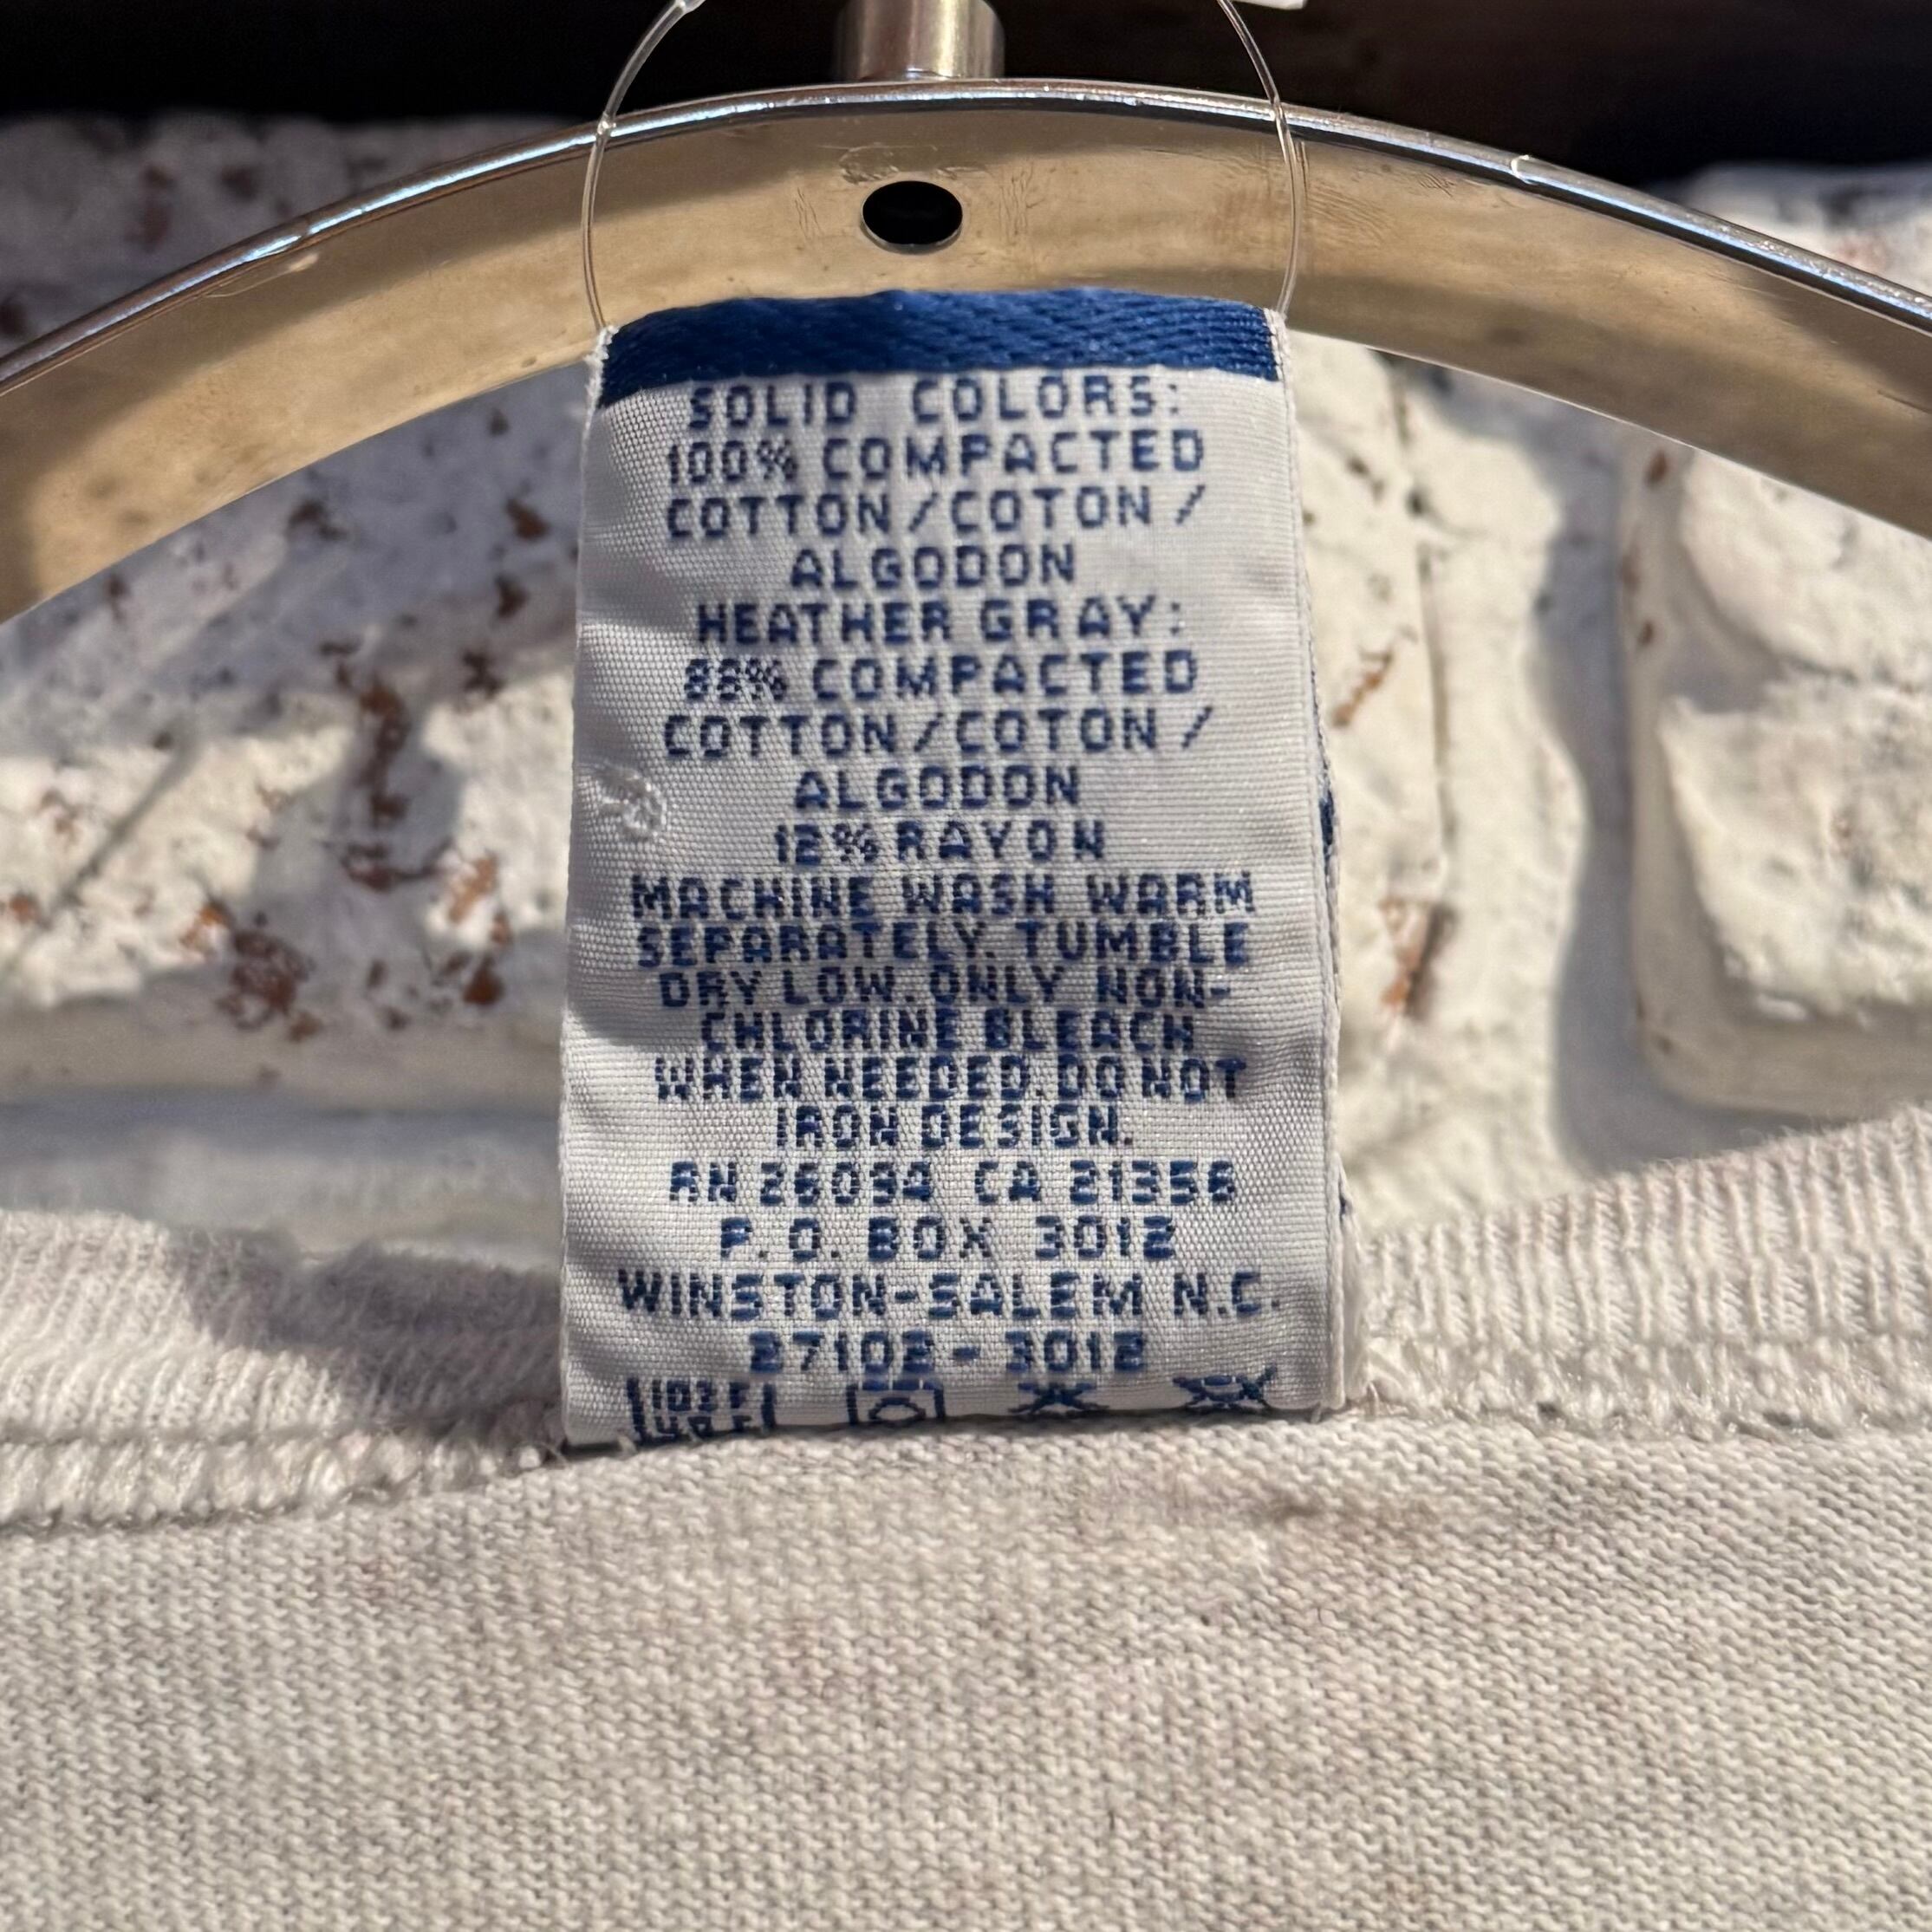 SOLID COLORS:
100% COMPACTED
COTTON/COTON/
ALGODON
HEATHER GRAY:
88% COMPACTED
COTTON/COTON/
ALGODON
12% RAYON
MACHINE WASH WARM
SEPARATELY. TUMBLE
DRY LOW. ONLY NON-
CHLORINE BLEACH
WHEN NEEDED. DO NOT
IRON DESIGN.
RN 26094 CA 21356
P.O. BOX 3012
WINSTON-SALEM N.C.
27102-3012